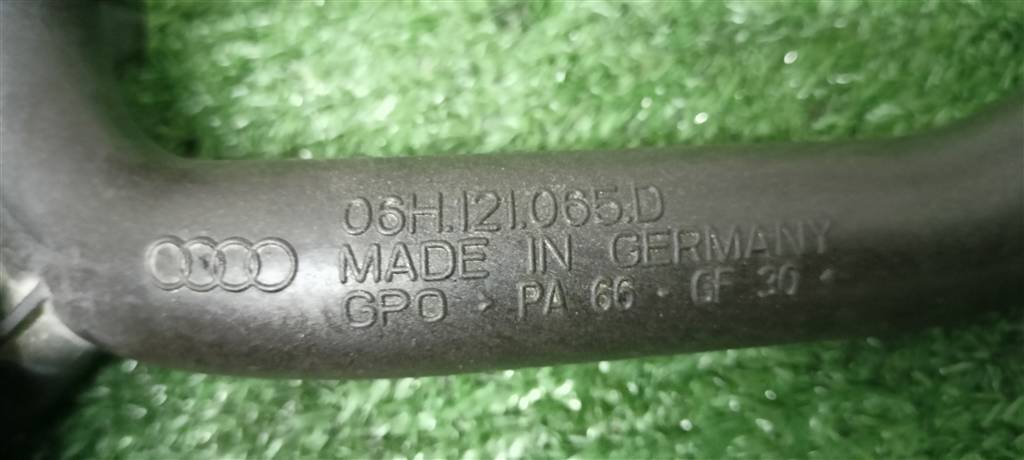 06H.121.065.D
MADE IN GERMANY
GPO > PA 66 - GF 30 <